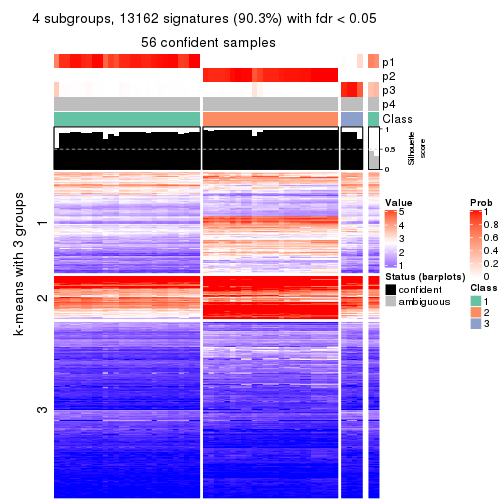 4 subgroups, 13162 signatures (90.3%) with fdr < 0.05
56 confident samples
p1
p2
p3
p4
Class
1
0.5
0
Silhouette
score
k-means with 3 groups
1
2
3
Value
5
4
3
2
1
Status (barplots)
confident
ambiguous
Prob
1
0.8
0.6
0.4
0.2
0
Class
1
2
3